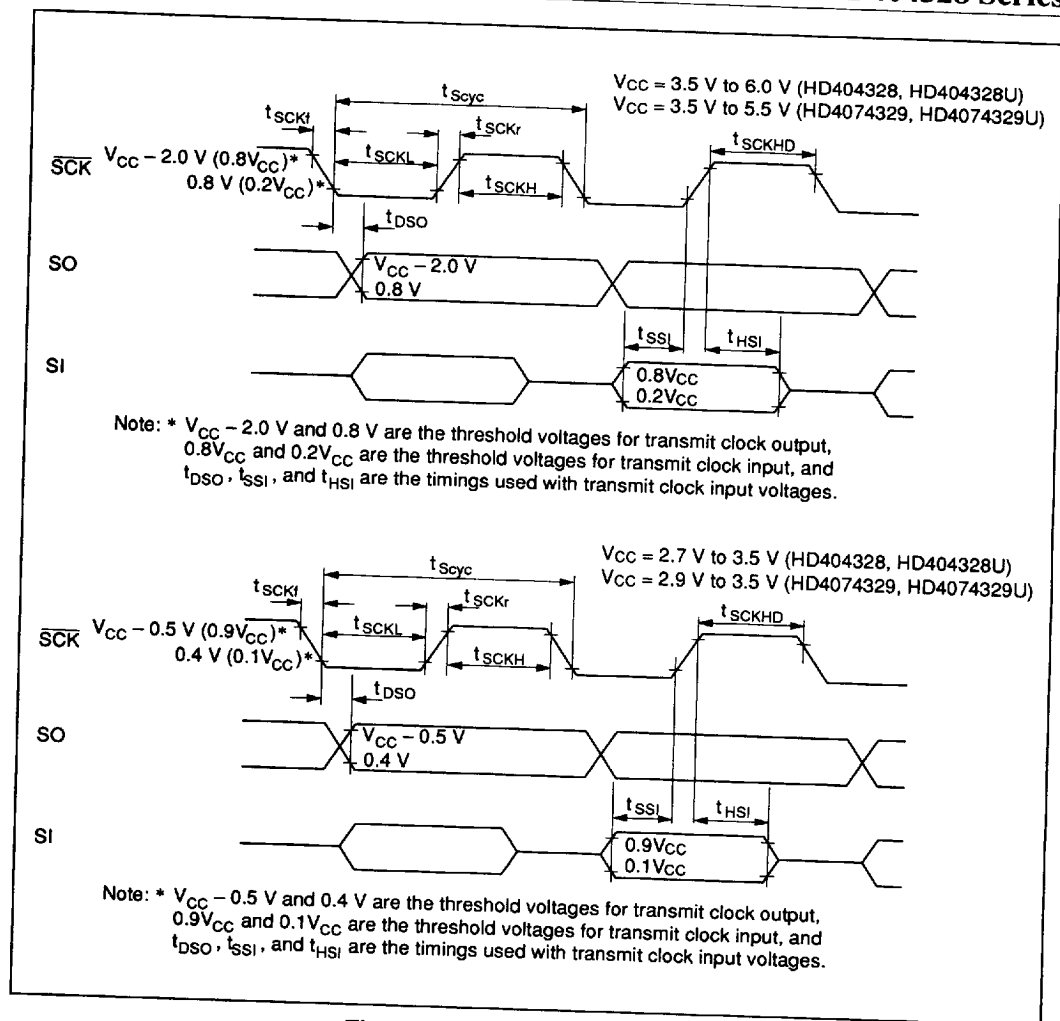 Series
VCC = 3.5 V to 6.0 V (HD404328, HD404328U)
VCC = 3.5 V to 5.5 V (HD4074329, HD4074329U)
tScyc
tSCKf
tSCKr
tSCKHD
SCK VCC – 2.0 V (0.8VCC)*
tSCKL
0.8 V (0.2VCC)*
tSCKH
tDSO
SO
VCC – 2.0 V
0.8 V
tSSI
tHSI
SI
0.8VCC
0.2VCC
Note: * VCC – 2.0 V and 0.8 V are the threshold voltages for transmit clock output,
0.8VCC and 0.2VCC are the threshold voltages for transmit clock input, and
tDSO, tSSI, and tHSI are the timings used with transmit clock input voltages.
VCC = 2.7 V to 3.5 V (HD404328, HD404328U)
VCC = 2.9 V to 3.5 V (HD4074329, HD4074329U)
tScyc
tSCKf
tSCKr
tSCKHD
SCK VCC – 0.5 V (0.9VCC)*
tSCKL
0.4 V (0.1VCC)*
tSCKH
tDSO
SO
VCC – 0.5 V
0.4 V
tSSI
tHSI
SI
0.9VCC
0.1VCC
Note: * VCC – 0.5 V and 0.4 V are the threshold voltages for transmit clock output,
0.9VCC and 0.1VCC are the threshold voltages for transmit clock input, and
tDSO, tSSI, and tHSI are the timings used with transmit clock input voltages.